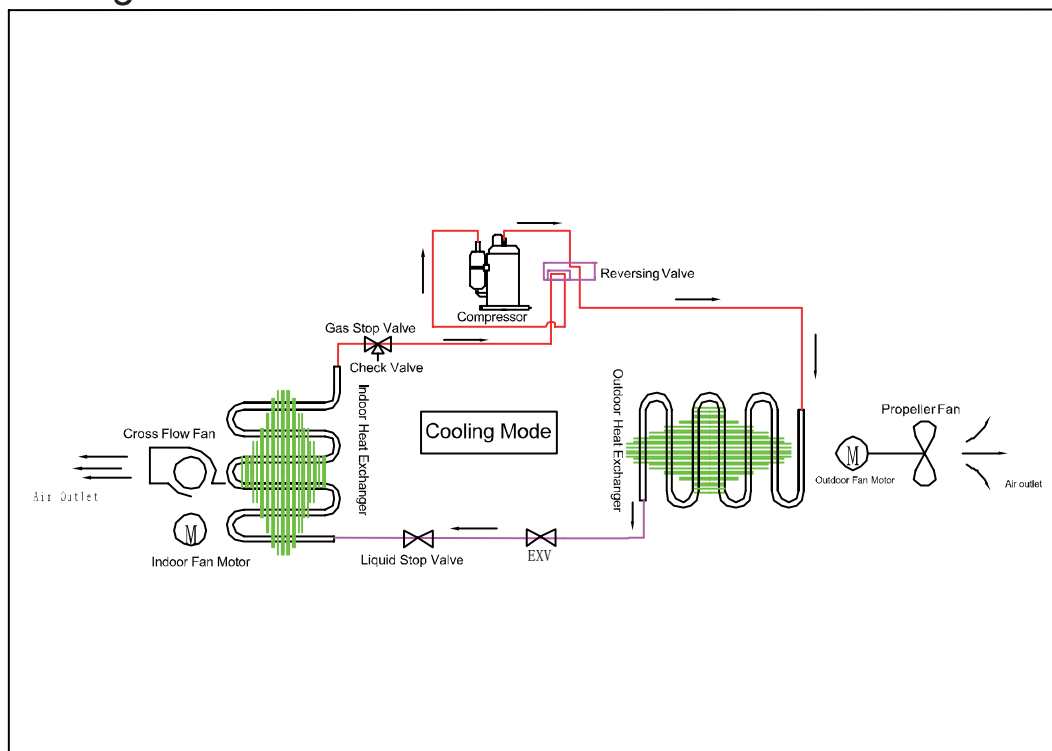 Reversing Valve
Compressor
Gas Stop Valve
Check Valve
Indoor Heat Exchanger
Outdoor Heat Exchanger
Cooling Mode
Cross Flow Fan
Air Outlet
M
Indoor Fan Motor
Liquid Stop Valve
EXV
Propeller Fan
M
Outdoor Fan Motor
Air outlet